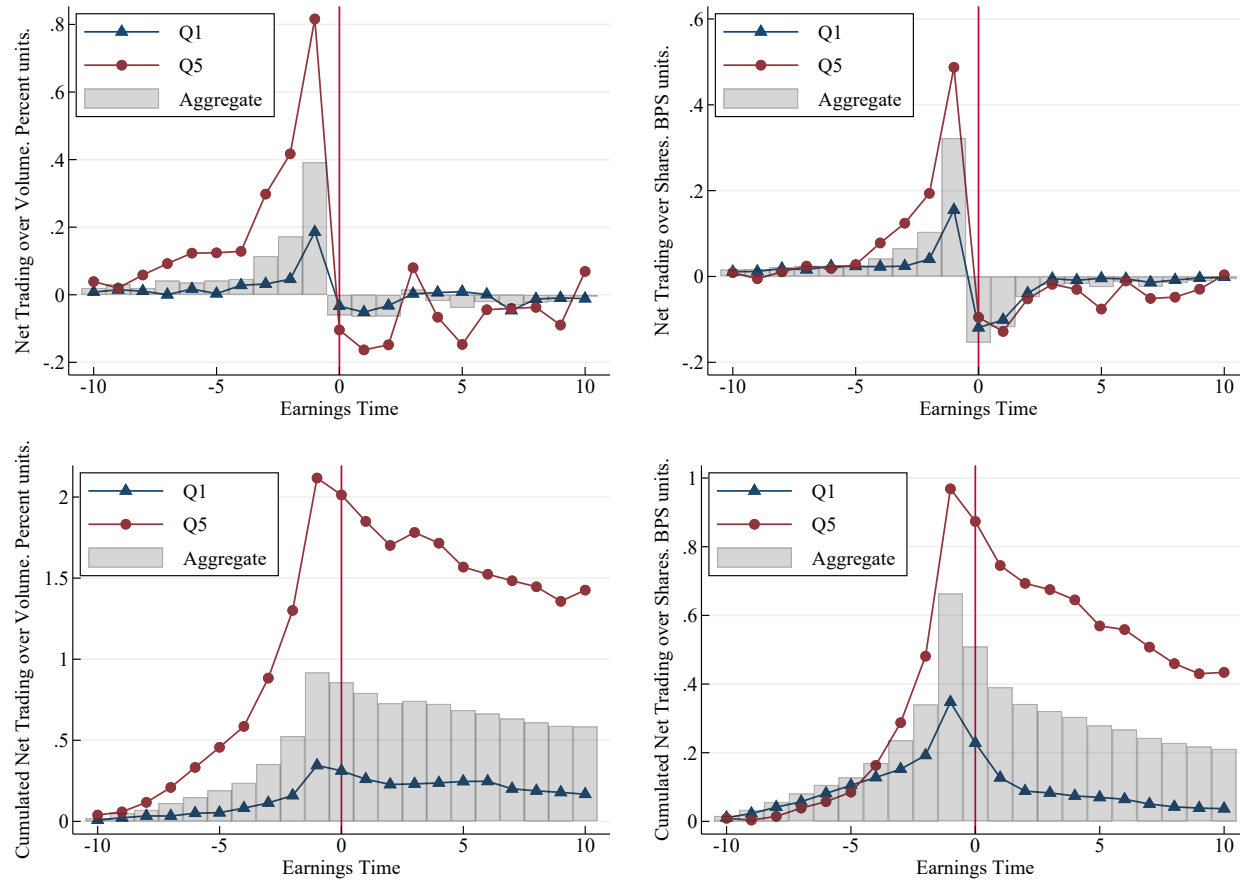 Net Trading over Volume. Percent units.
.8
.6
.4
.2
0
-.2
Q1
Q5
Aggregate
-10 -5 0 5 10
Earnings Time
Net Trading over Shares. BPS units.
.6
.4
.2
0
-.2
Q1
Q5
Aggregate
-10 -5 0 5 10
Earnings Time
Cumulated Net Trading over Volume. Percent units.
2
1.5
1
.5
0
Q1
Q5
Aggregate
-10 -5 0 5 10
Earnings Time
Cumulated Net Trading over Shares. BPS units.
1
.8
.6
.4
.2
0
Q1
Q5
Aggregate
-10 -5 0 5 10
Earnings Time